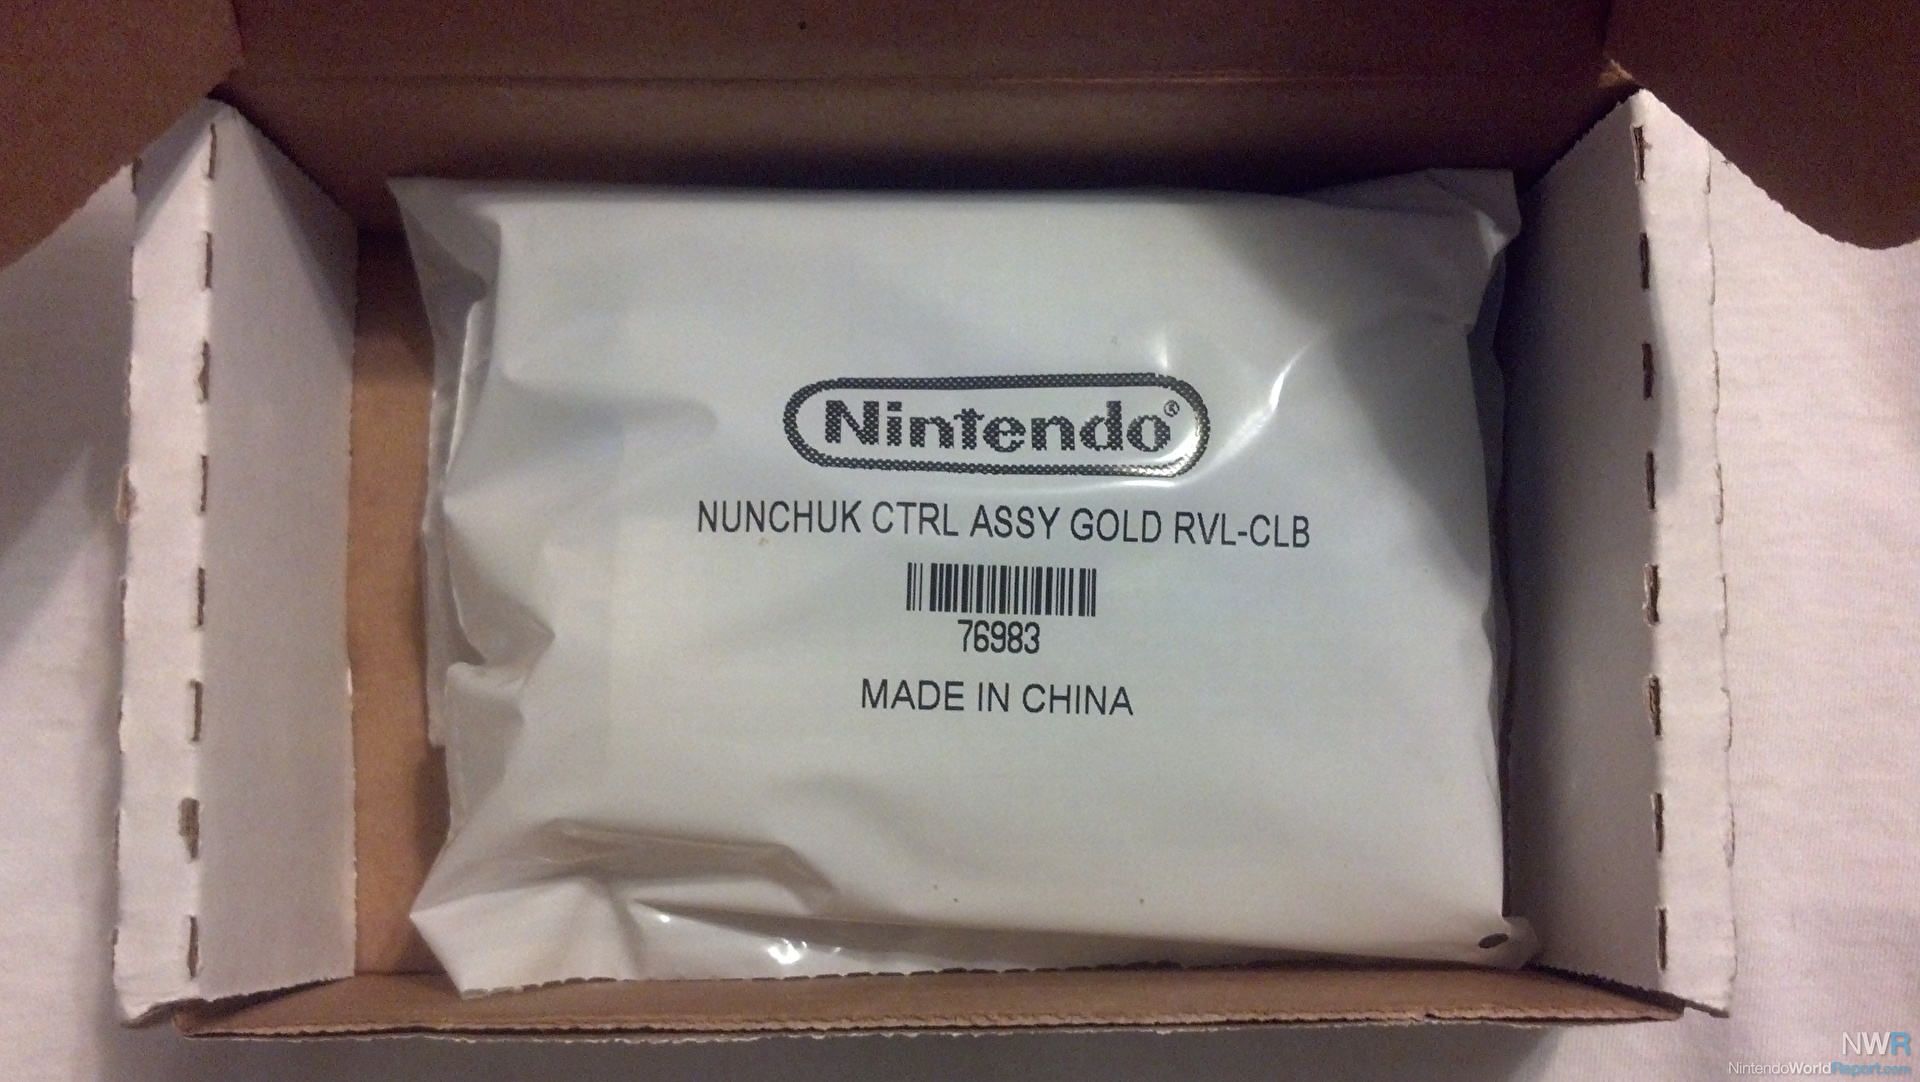 Nintendo®
NUNCHUK CTRL ASSY GOLD RVL-CLB
76983
MADE IN CHINA
NWR
NintendoWorldReport.com